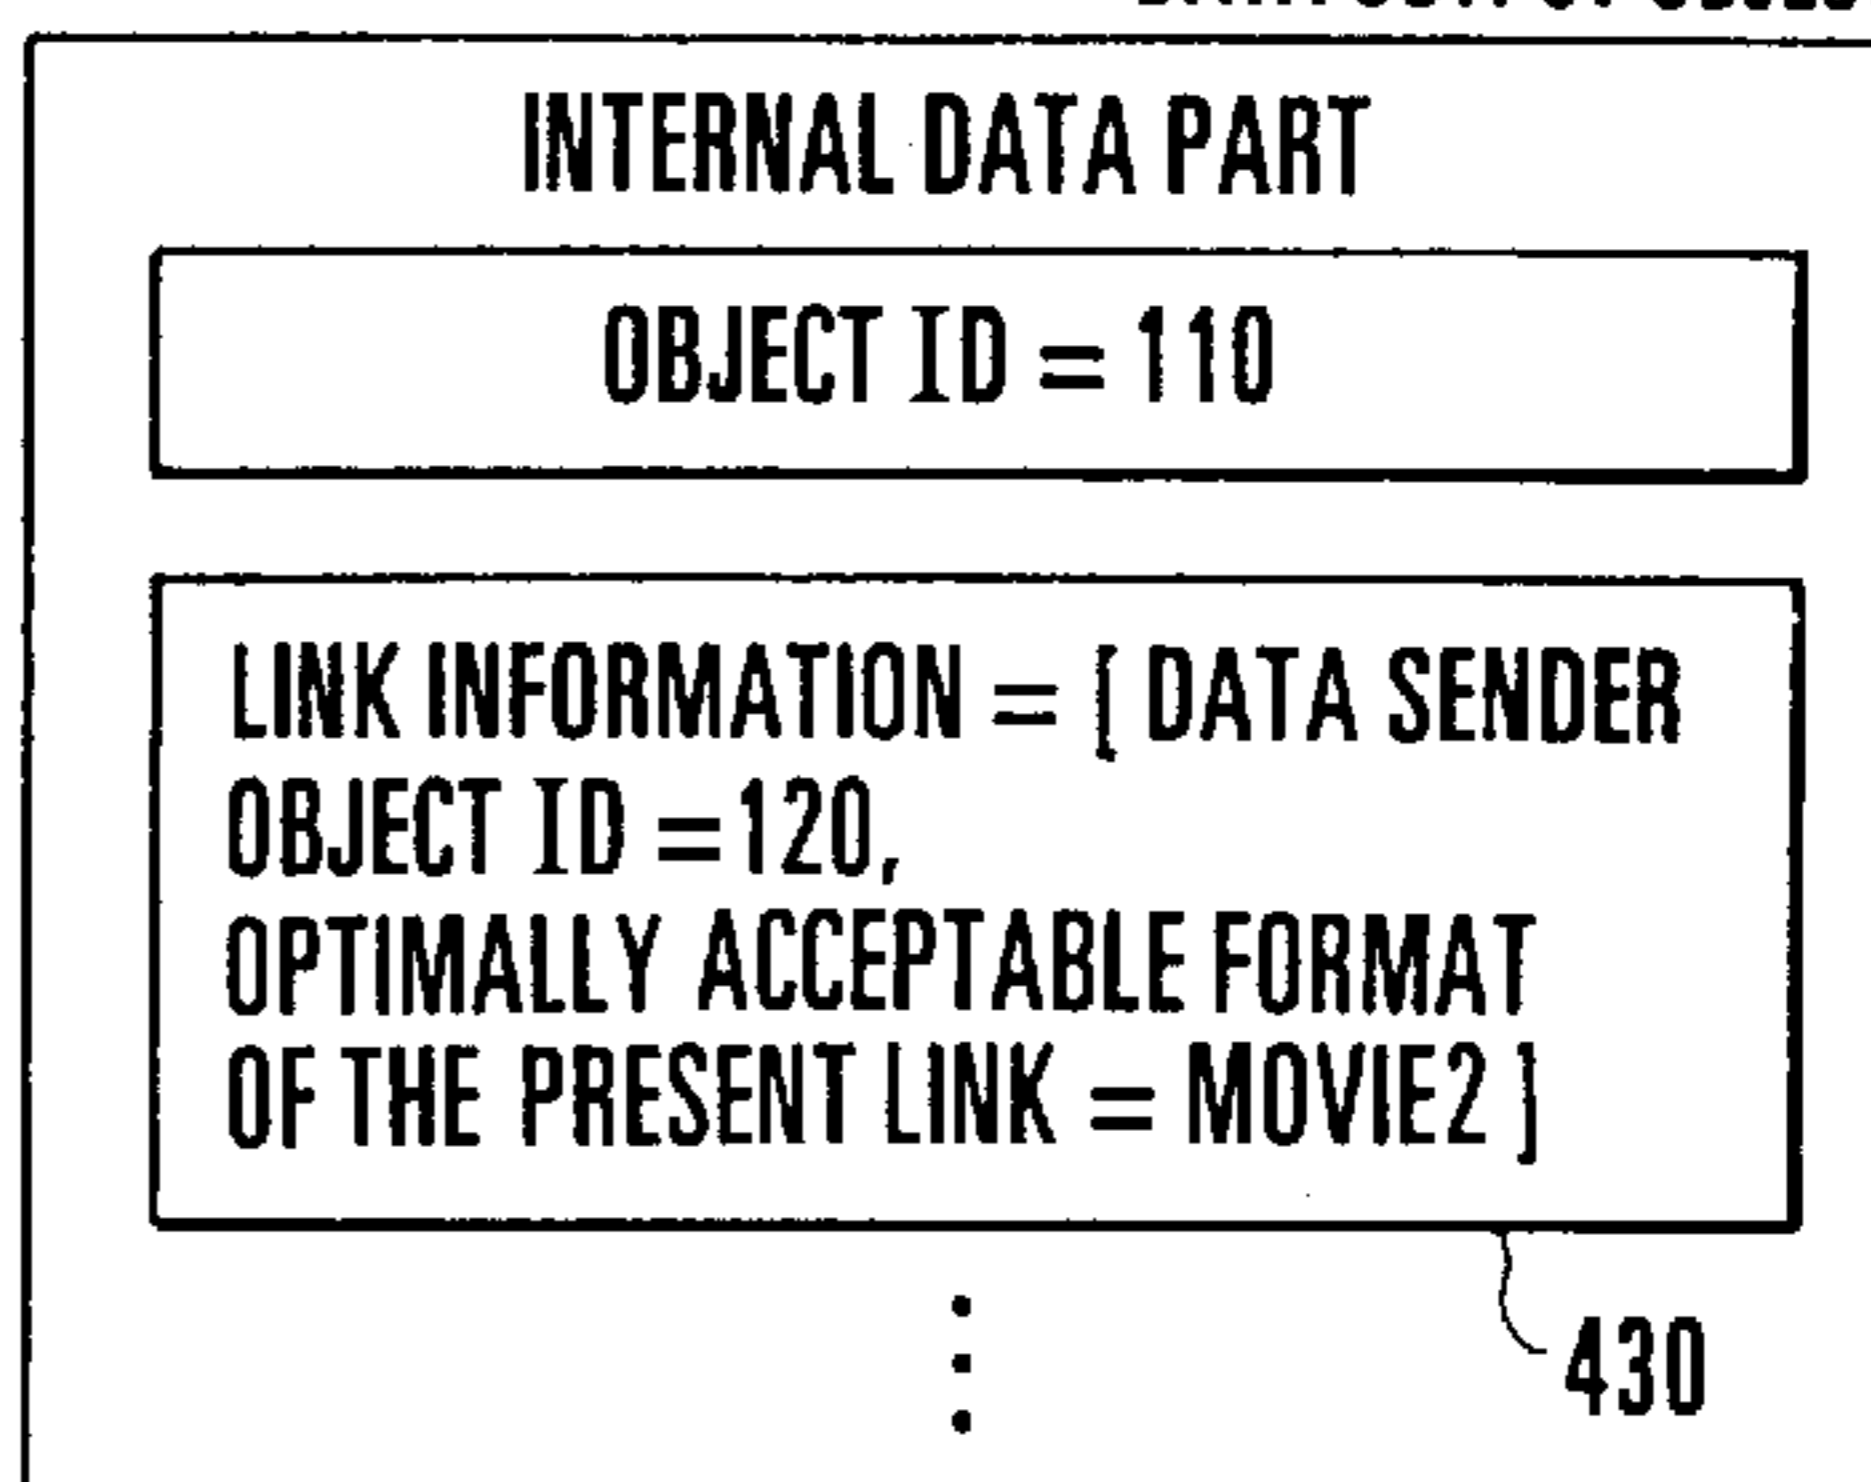 INTERNAL DATA PART
OBJECT ID = 110
LINK INFORMATION = [ DATA SENDER
OBJECT ID =120,
OPTIMALLY ACCEPTABLE FORMAT
OF THE PRESENT LINK = MOVIE2 ]
430